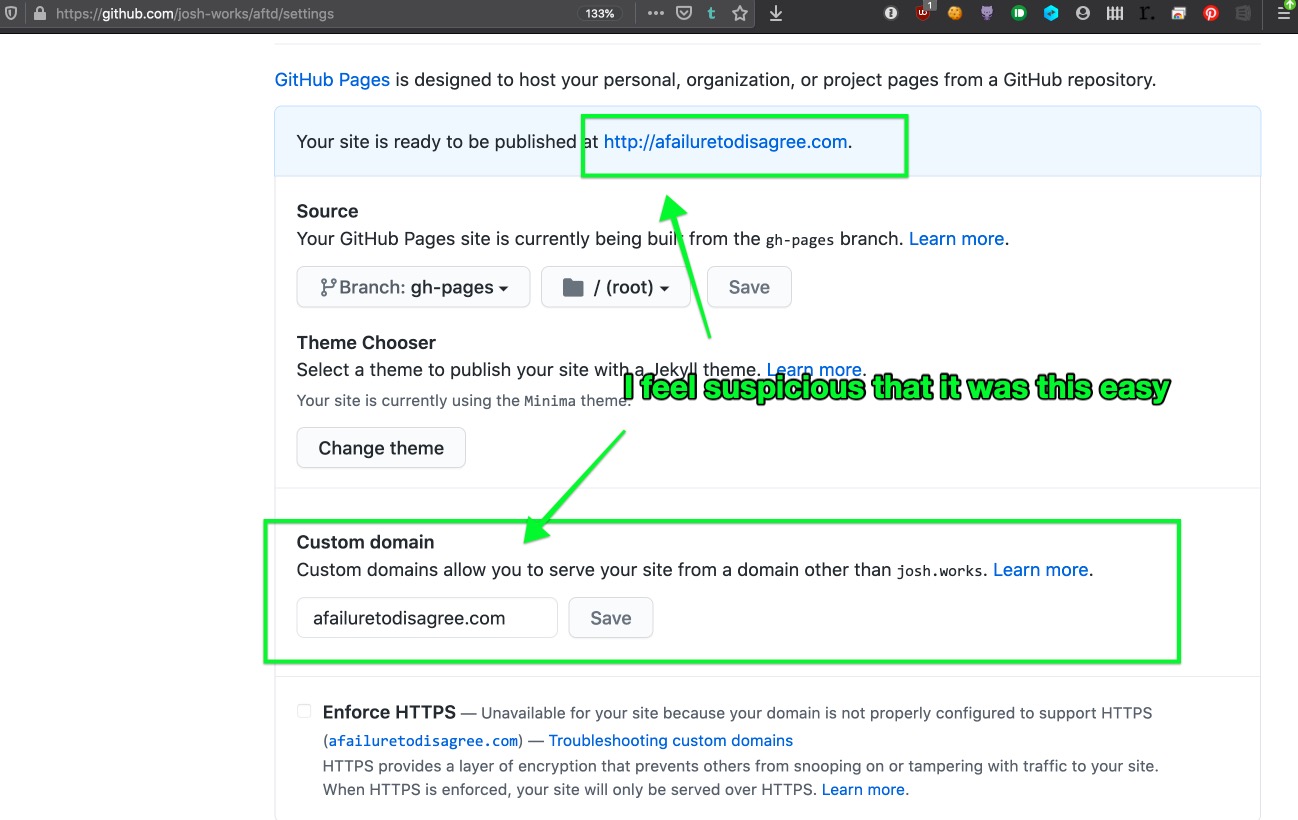 https://github.com/josh-works/aftd/settings
133%
1
GitHub Pages is designed to host your personal, organization, or project pages from a GitHub repository.
Your site is ready to be published at http://afailuretodisagree.com.
Source
Your GitHub Pages site is currently being built from the gh-pages branch. Learn more.
Branch: gh-pages
/ (root)
Save
Theme Chooser
Select a theme to publish your site with a Jekyll theme. Learn more.
I feel suspicious that it was this easy
Your site is currently using the Minima theme.
Change theme
Custom domain
Custom domains allow you to serve your site from a domain other than josh.works. Learn more.
afailuretodisagree.com
Save
Enforce HTTPS — Unavailable for your site because your domain is not properly configured to support HTTPS
(afailuretodisagree.com) — Troubleshooting custom domains
HTTPS provides a layer of encryption that prevents others from snooping on or tampering with traffic to your site.
When HTTPS is enforced, your site will only be served over HTTPS. Learn more.